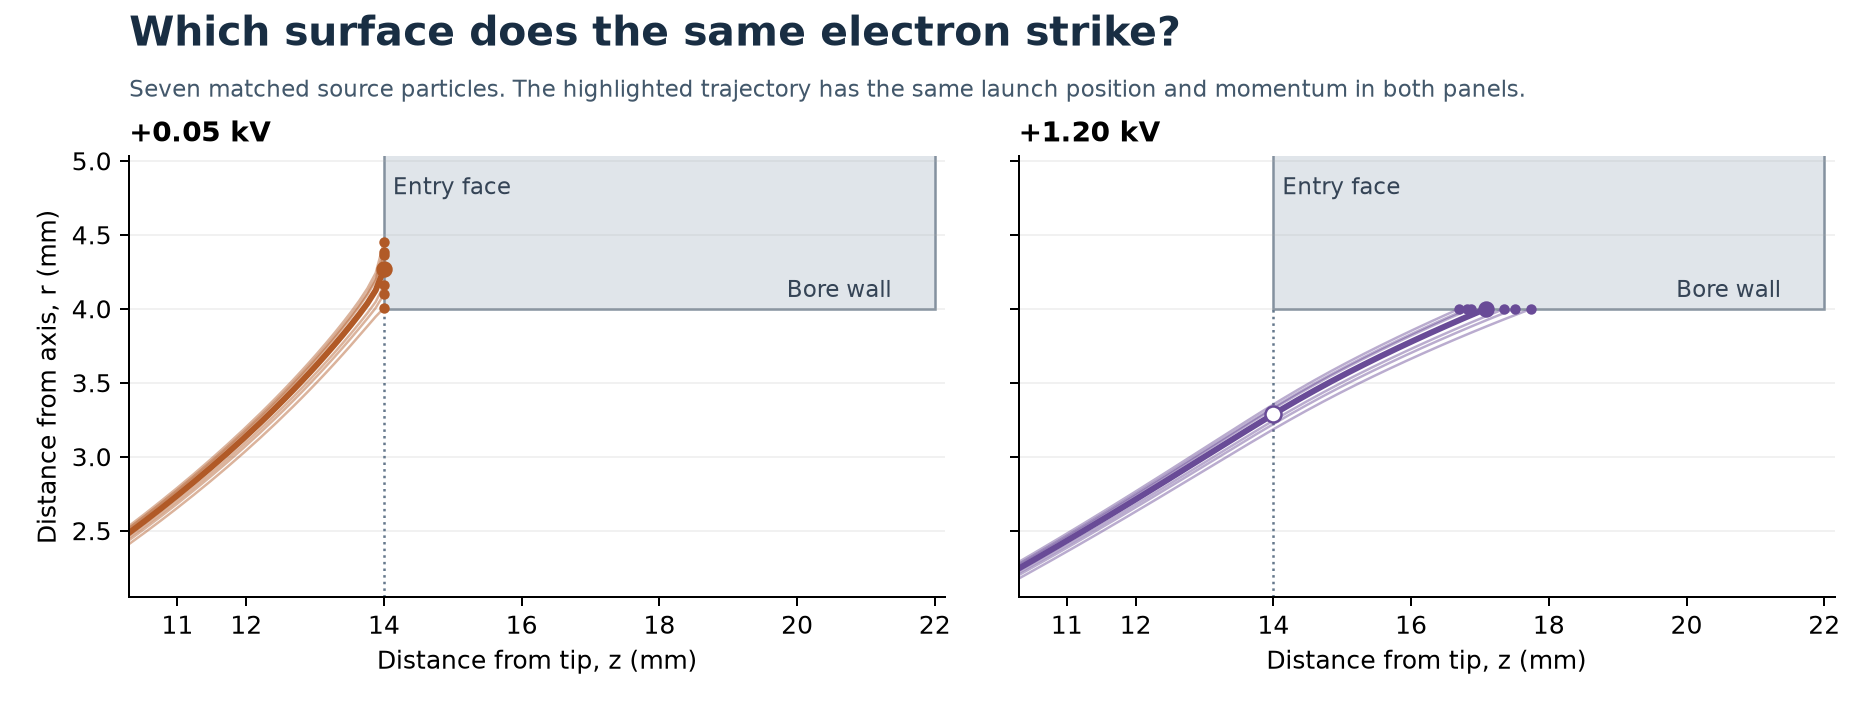 Which surface does the same electron strike?
Seven matched source particles. The highlighted trajectory has the same launch position and momentum in both panels.
+0.05 kV
5.0
4.5
4.0
3.5
3.0
2.5
Distance from axis, r (mm)
Entry face
Bore wall
11 12 14 16 18 20 22
Distance from tip, z (mm)
+1.20 kV
Entry face
Bore wall
11 12 14 16 18 20 22
Distance from tip, z (mm)